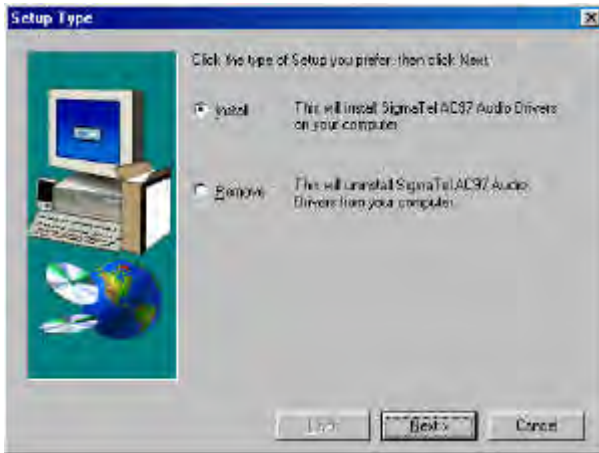 Setup Type
Click the type of Setup you prefer, then click Next.
Install
This will install SigmaTel AC97 Audio Drivers
on your computer
Remove
This will uninstall SigmaTel AC97 Audio
Drivers from your computer.
< Back
Next >
Cancel